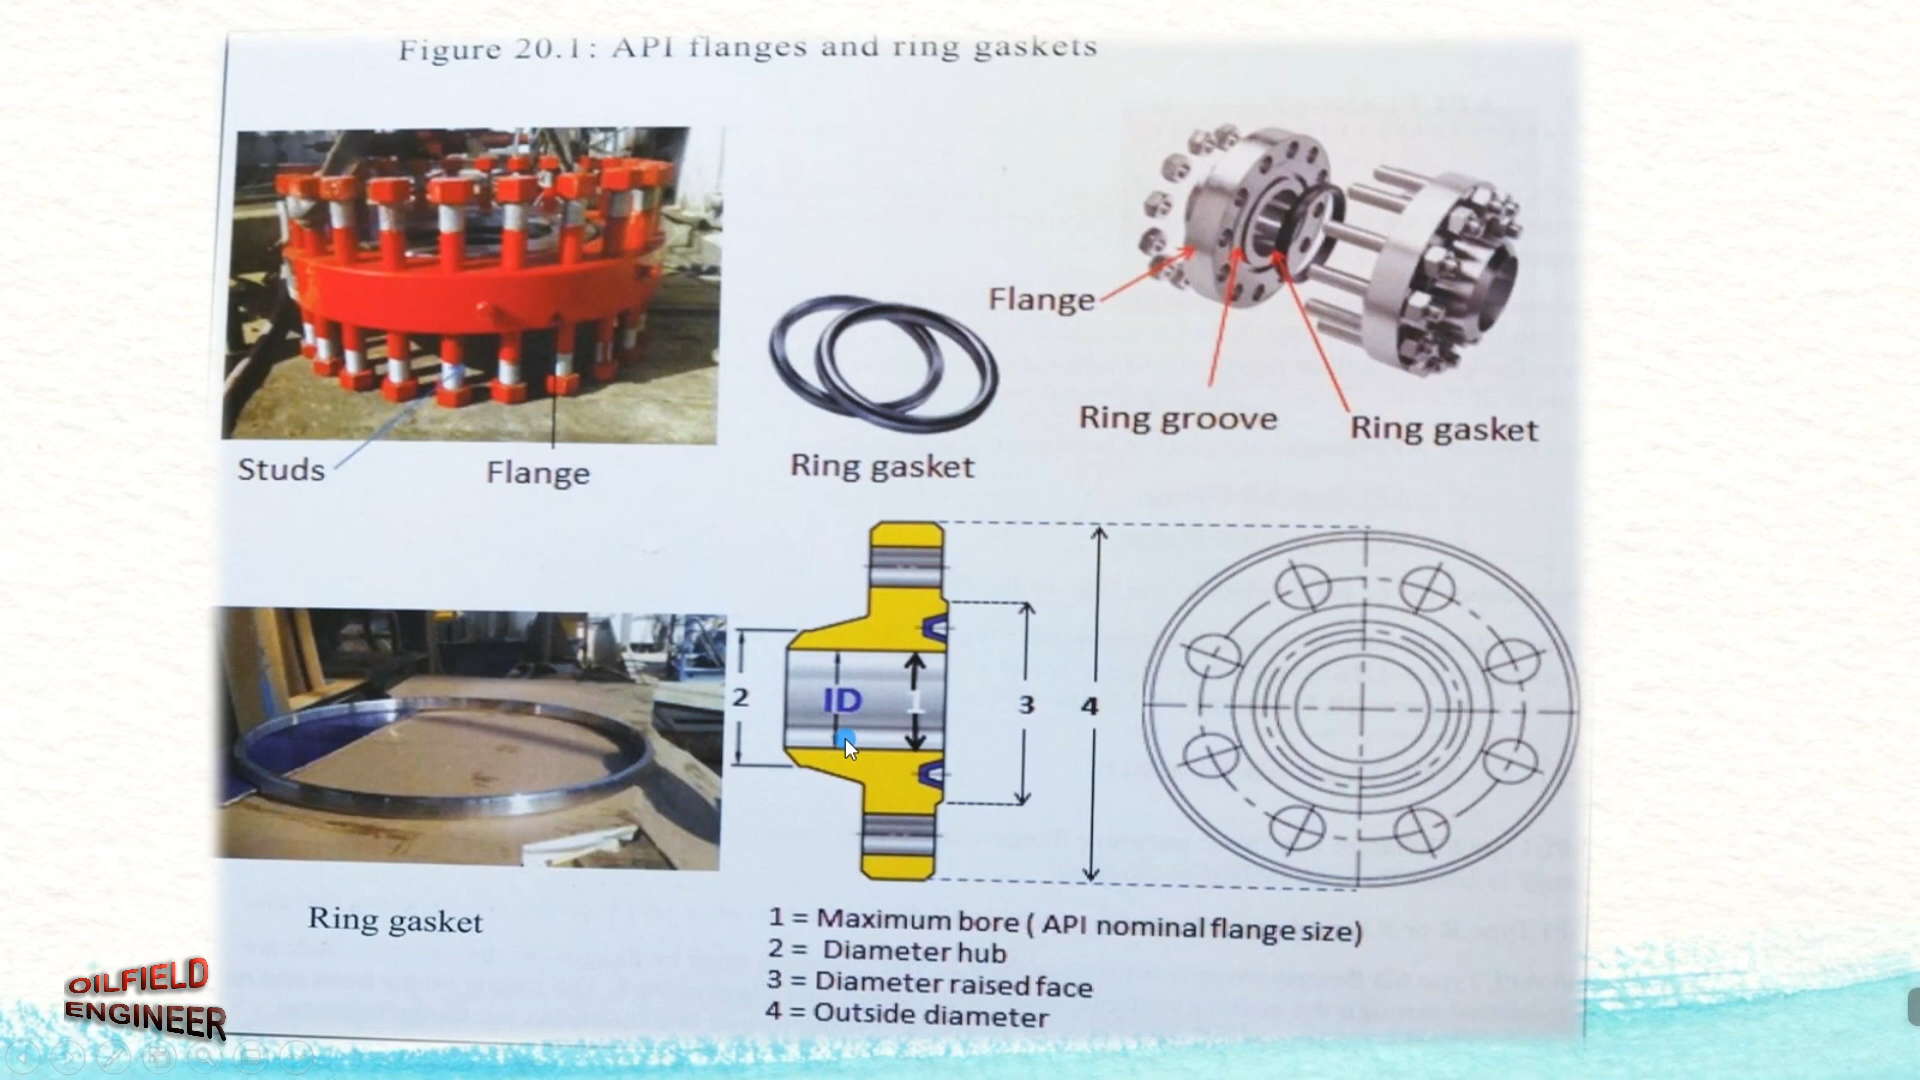 Figure 20.1: API flanges and ring gaskets
Flange
Ring groove
Ring gasket
Studs
Flange
Ring gasket
2
ID
1
3
4
Ring gasket
1 = Maximum bore ( API nominal flange size)
2 = Diameter hub
3 = Diameter raised face
4 = Outside diameter
OILFIELD
ENGINEER